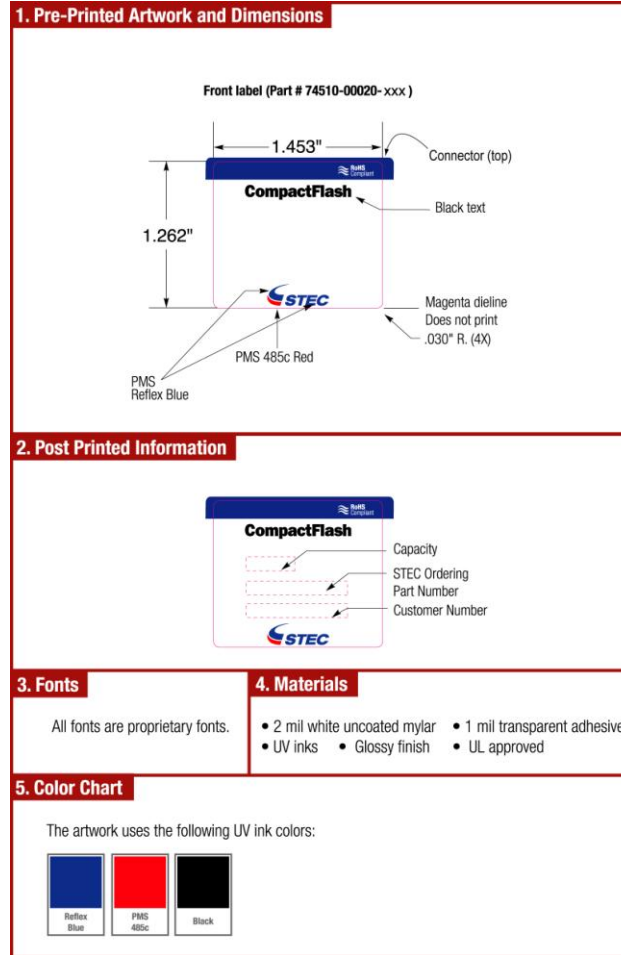 1. Pre-Printed Artwork and Dimensions
Front label (Part # 74510-00020- xxx )
1.453"
Connector (top)
RoHS
Compliant
CompactFlash
Black text
1.262"
STEC
Magenta dieline
Does not print
.030" R. (4X)
PMS 485c Red
PMS
Reflex Blue
2. Post Printed Information
RoHS
Compliant
CompactFlash
Capacity
STEC Ordering
Part Number
Customer Number
STEC
3. Fonts
All fonts are proprietary fonts.
4. Materials
• 2 mil white uncoated mylar • 1 mil transparent adhesive
• UV inks • Glossy finish • UL approved
5. Color Chart
The artwork uses the following UV ink colors:
Reflex
Blue
PMS
485c
Black